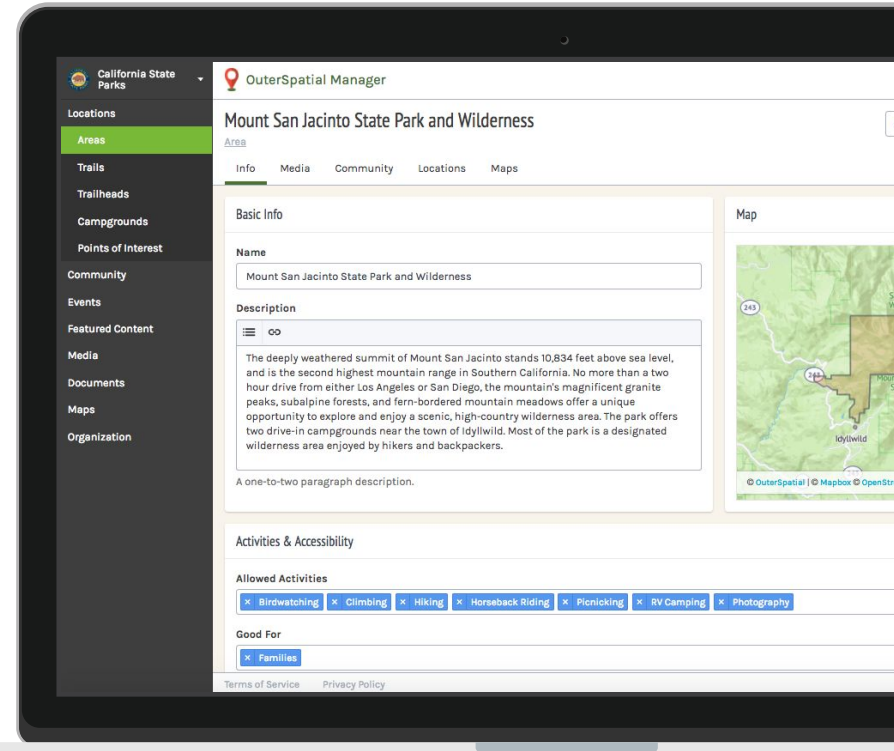 California State
Parks
OuterSpatial Manager
Locations
Areas
Trails
Trailheads
Campgrounds
Points of Interest
Community
Events
Featured Content
Media
Documents
Maps
Organization
Mount San Jacinto State Park and Wilderness
Area
Info Media Community Locations Maps
Basic Info
Name
Mount San Jacinto State Park and Wilderness
Description
The deeply weathered summit of Mount San Jacinto stands 10,834 feet above sea level,
and is the second highest mountain range in Southern California. No more than a two
hour drive from either Los Angeles or San Diego, the mountain's magnificent granite
peaks, subalpine forests, and fern-bordered mountain meadows offer a unique
opportunity to explore and enjoy a scenic, high-country wilderness area. The park offers
two drive-in campgrounds near the town of Idyllwild. Most of the park is a designated
wilderness area enjoyed by hikers and backpackers.
A one-to-two paragraph description.
Map
243
243
Idyllwild
© OuterSpatial | © Mapbox © OpenStr
Activities & Accessibility
Allowed Activities
× Birdwatching × Climbing × Hiking × Horseback Riding × Picnicking × RV Camping × Photography
Good For
× Families
Terms of Service Privacy Policy